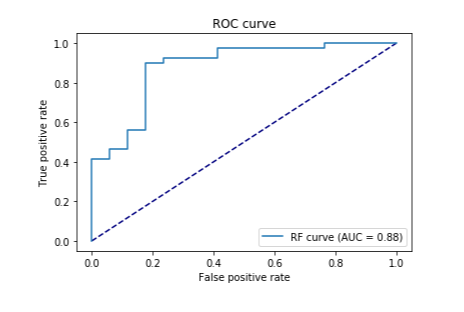 ROC curve
1.0
0.8
0.6
0.4
0.2
0.0
True positive rate
RF curve (AUC = 0.88)
0.0 0.2 0.4 0.6 0.8 1.0
False positive rate